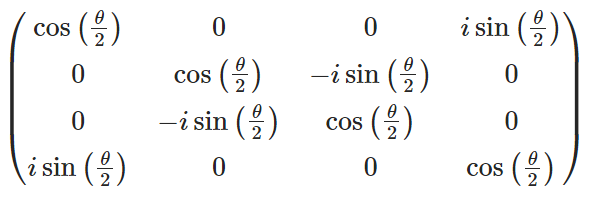 cos (θ/2) 0 0 i sin (θ/2)
0 cos (θ/2) −i sin (θ/2) 0
0 −i sin (θ/2) cos (θ/2) 0
i sin (θ/2) 0 0 cos (θ/2)